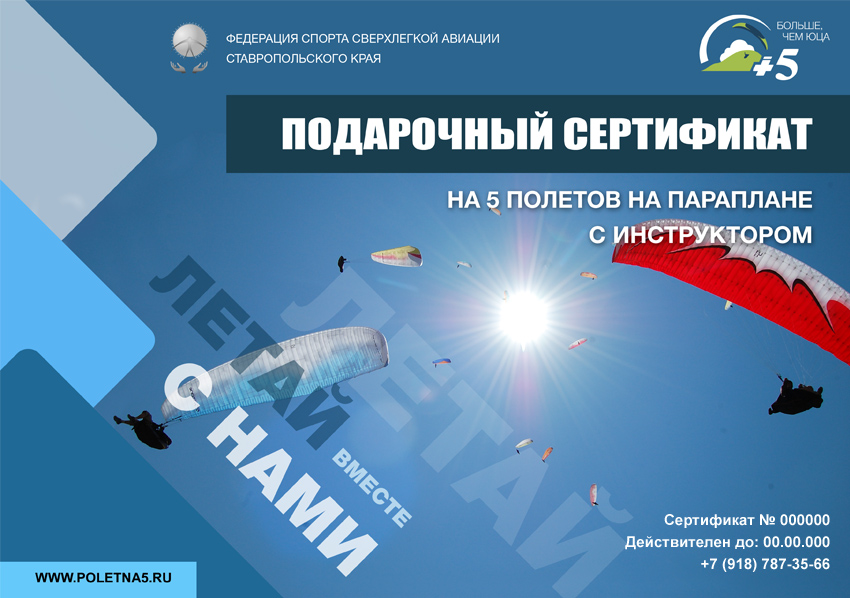 ФЕДЕРАЦИЯ СПОРТА СВЕРХЛЕГКОЙ АВИАЦИИ
СТАВРОПОЛЬСКОГО КРАЯ
БОЛЬШЕ,
ЧЕМ ЮЦА
+5
ПОДАРОЧНЫЙ СЕРТИФИКАТ
НА 5 ПОЛЕТОВ НА ПАРАПЛАНЕ
С ИНСТРУКТОРОМ
ЛЕТАЙ
ЛЕТАЙ
ВМЕСТЕ
С НАМИ
Сертификат № 000000
Действителен до: 00.00.000
+7 (918) 787-35-66
WWW.POLETNA5.RU